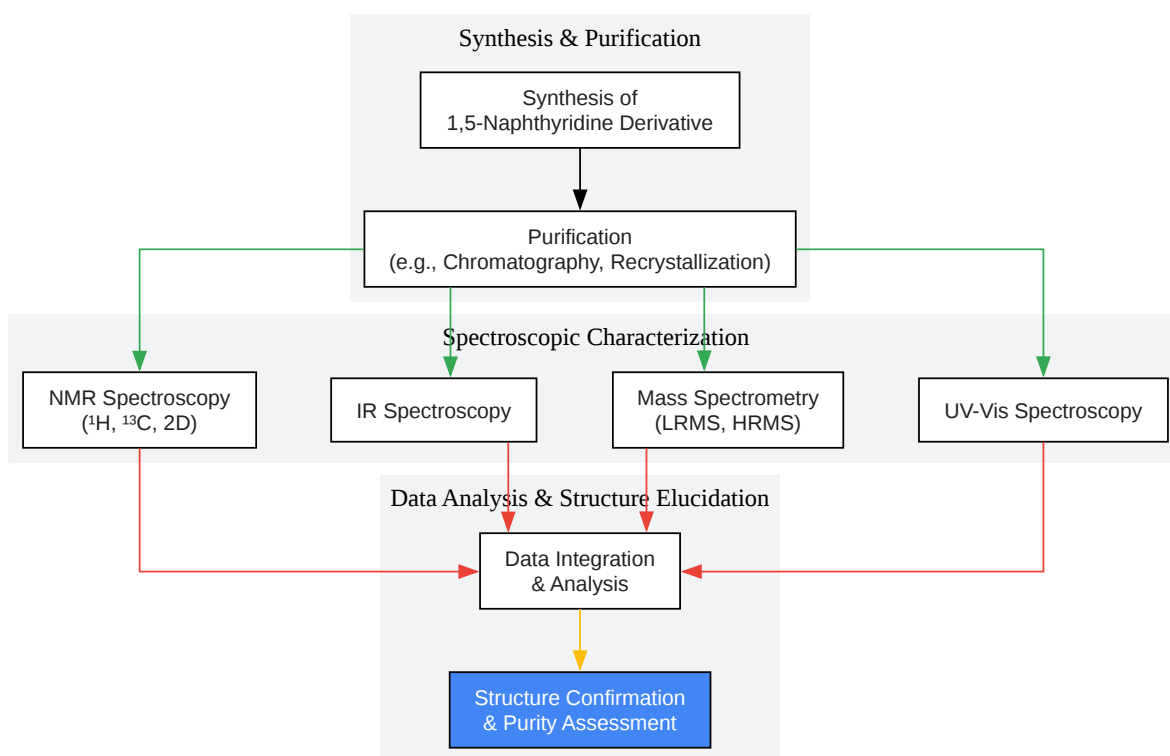 Synthesis & Purification
Synthesis of
1,5-Naphthyridine Derivative
Purification
(e.g., Chromatography, Recrystallization)
Spectroscopic Characterization
NMR Spectroscopy
(¹H, ¹³C, 2D)
IR Spectroscopy
Mass Spectrometry
(LRMS, HRMS)
UV-Vis Spectroscopy
Data Analysis & Structure Elucidation
Data Integration
& Analysis
Structure Confirmation
& Purity Assessment